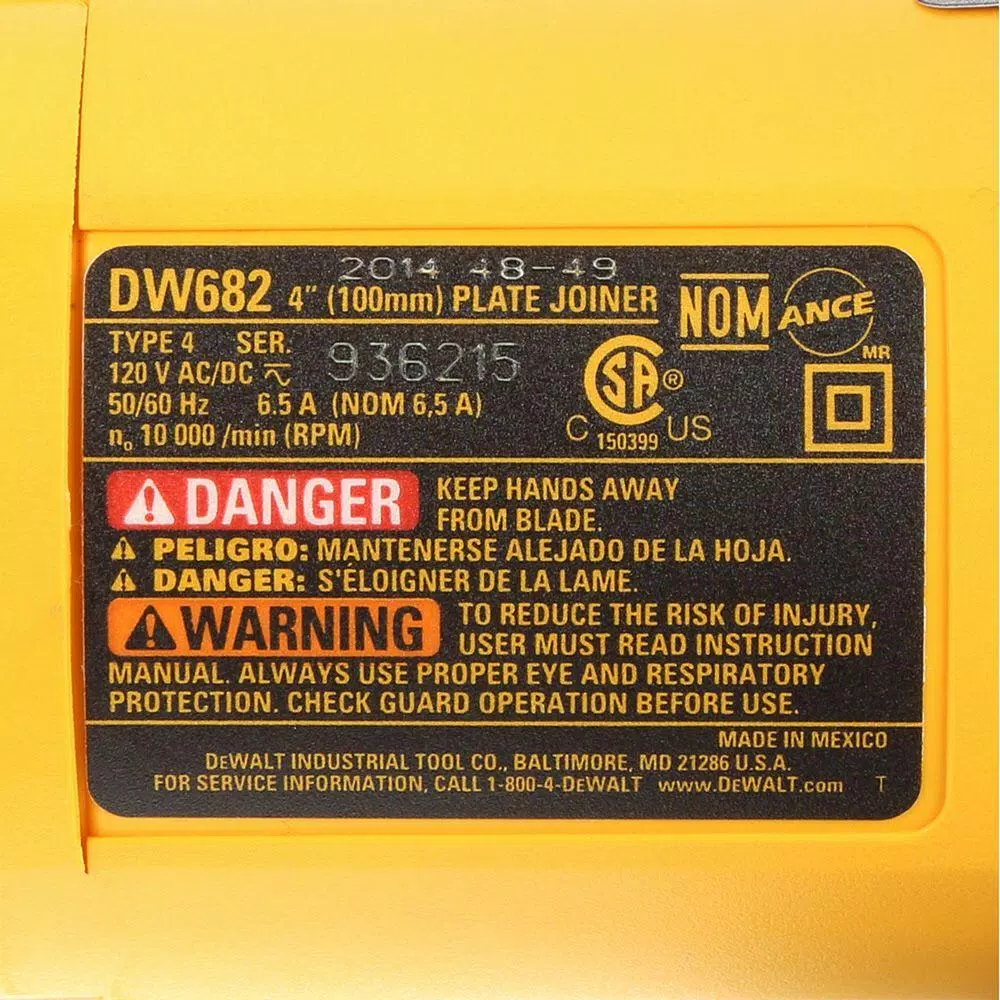 2014 48-49
DW682 4" (100mm) PLATE JOINER
NOM ANCE
MR
TYPE 4 SER. 936215
120 V AC/DC
50/60 Hz 6.5 A (NOM 6,5 A)
n₀ 10 000 /min (RPM)
SA®
C 150399 US
DANGER KEEP HANDS AWAY
FROM BLADE.
PELIGRO: MANTENERSE ALEJADO DE LA HOJA.
DANGER: S'ÉLOIGNER DE LA LAME.
WARNING TO REDUCE THE RISK OF INJURY,
USER MUST READ INSTRUCTION
MANUAL. ALWAYS USE PROPER EYE AND RESPIRATORY
PROTECTION. CHECK GUARD OPERATION BEFORE USE.
MADE IN MEXICO
DEWALT INDUSTRIAL TOOL CO., BALTIMORE, MD 21286 U.S.A.
FOR SERVICE INFORMATION, CALL 1-800-4-DEWALT www.DEWALT.com T